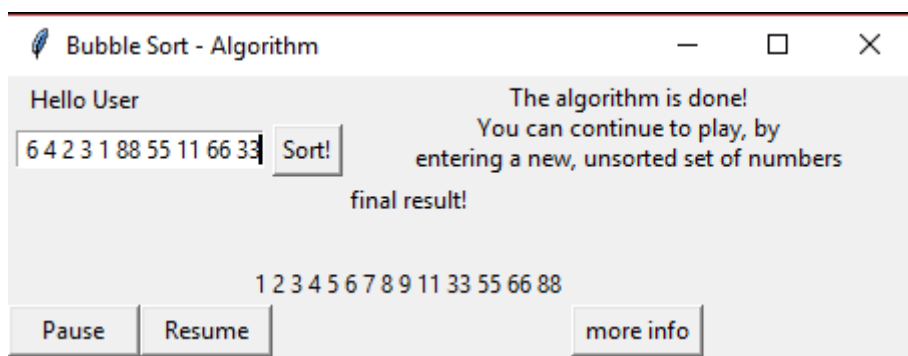 Bubble Sort - Algorithm
Hello User
The algorithm is done!
You can continue to play, by
entering a new, unsorted set of numbers
6 4 2 3 1 88 55 11 66 33
Sort!
final result!
1 2 3 4 5 6 7 8 9 11 33 55 66 88
Pause
Resume
more info